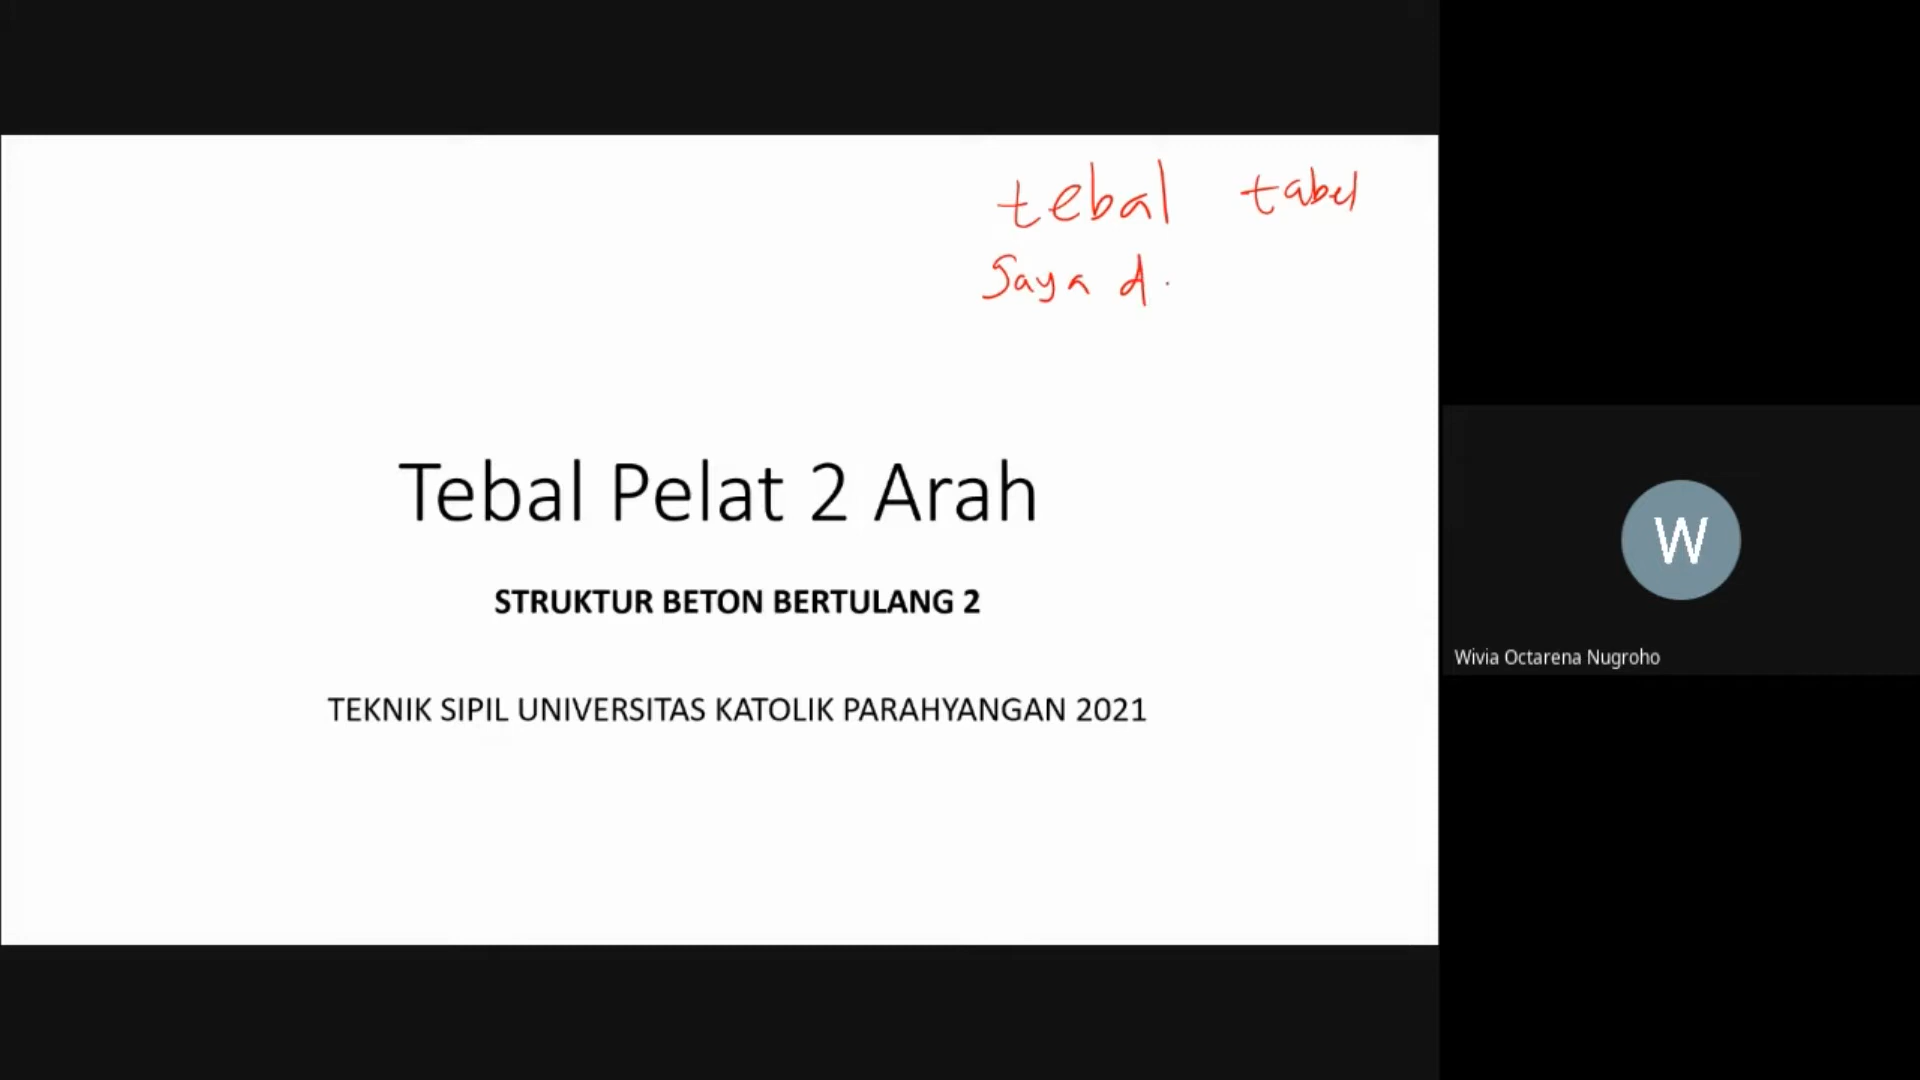 tebal tabel
Saya d
Tebal Pelat 2 Arah
STRUKTUR BETON BERTULANG 2
TEKNIK SIPIL UNIVERSITAS KATOLIK PARAHYANGAN 2021
W
Wivia Octarena Nugroho